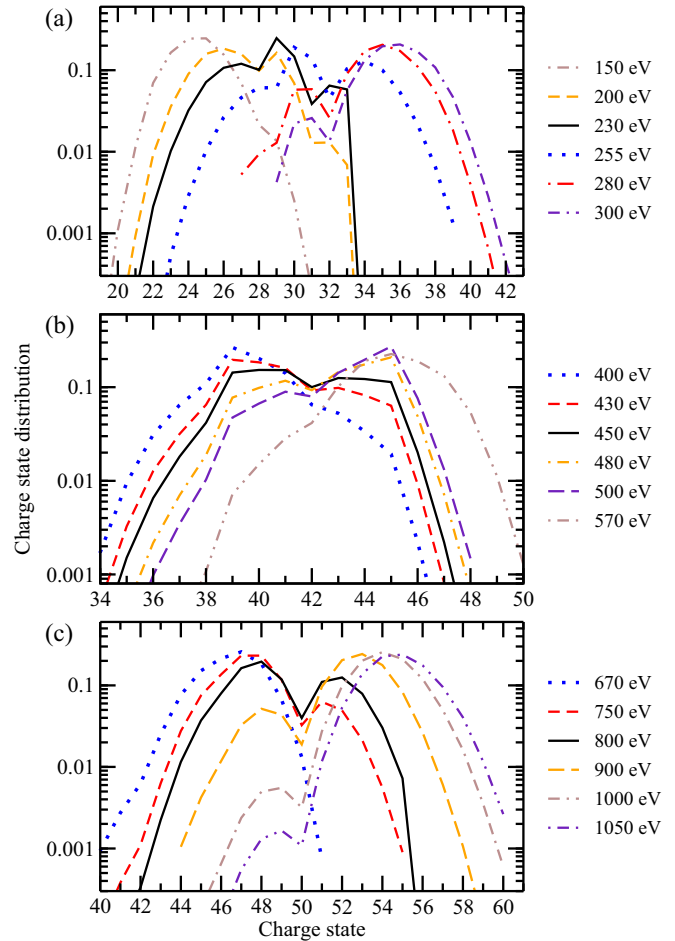 (a)
0.1
0.01
0.001
20 22 24 26 28 30 32 34 36 38 40 42
150 eV
200 eV
230 eV
255 eV
280 eV
300 eV
(b)
0.1
0.01
0.001
34 36 38 40 42 44 46 48 50
400 eV
430 eV
450 eV
480 eV
500 eV
570 eV
Charge state distribution
(c)
0.1
0.01
0.001
40 42 44 46 48 50 52 54 56 58 60
670 eV
750 eV
800 eV
900 eV
1000 eV
1050 eV
Charge state